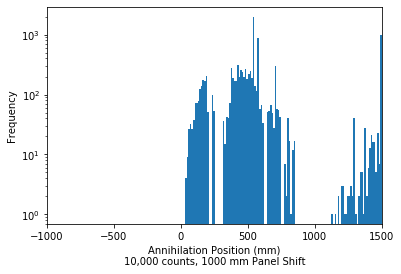 Frequency
10³
10²
10¹
10⁰
−1000 −500 0 500 1000 1500
Annihilation Position (mm)
10,000 counts, 1000 mm Panel Shift